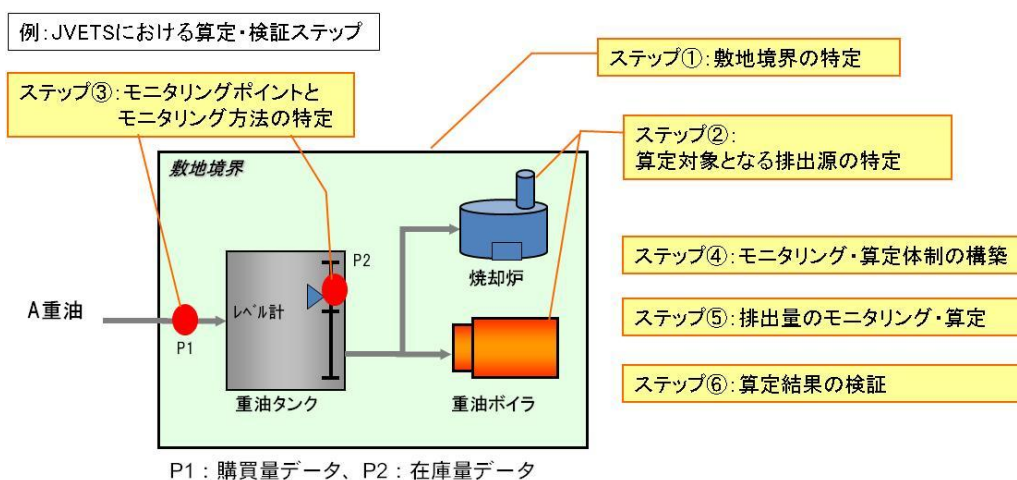 例:JVETSにおける算定・検証ステップ
ステップ①:敷地境界の特定
ステップ③:モニタリングポイントと
モニタリング方法の特定
ステップ②:
算定対象となる排出源の特定
敷地境界
P2
焼却炉
ステップ④:モニタリング・算定体制の構築
A重油
レベル計
P1
ステップ⑤:排出量のモニタリング・算定
重油タンク
重油ボイラ
ステップ⑥:算定結果の検証
P1:購買量データ、P2:在庫量データ